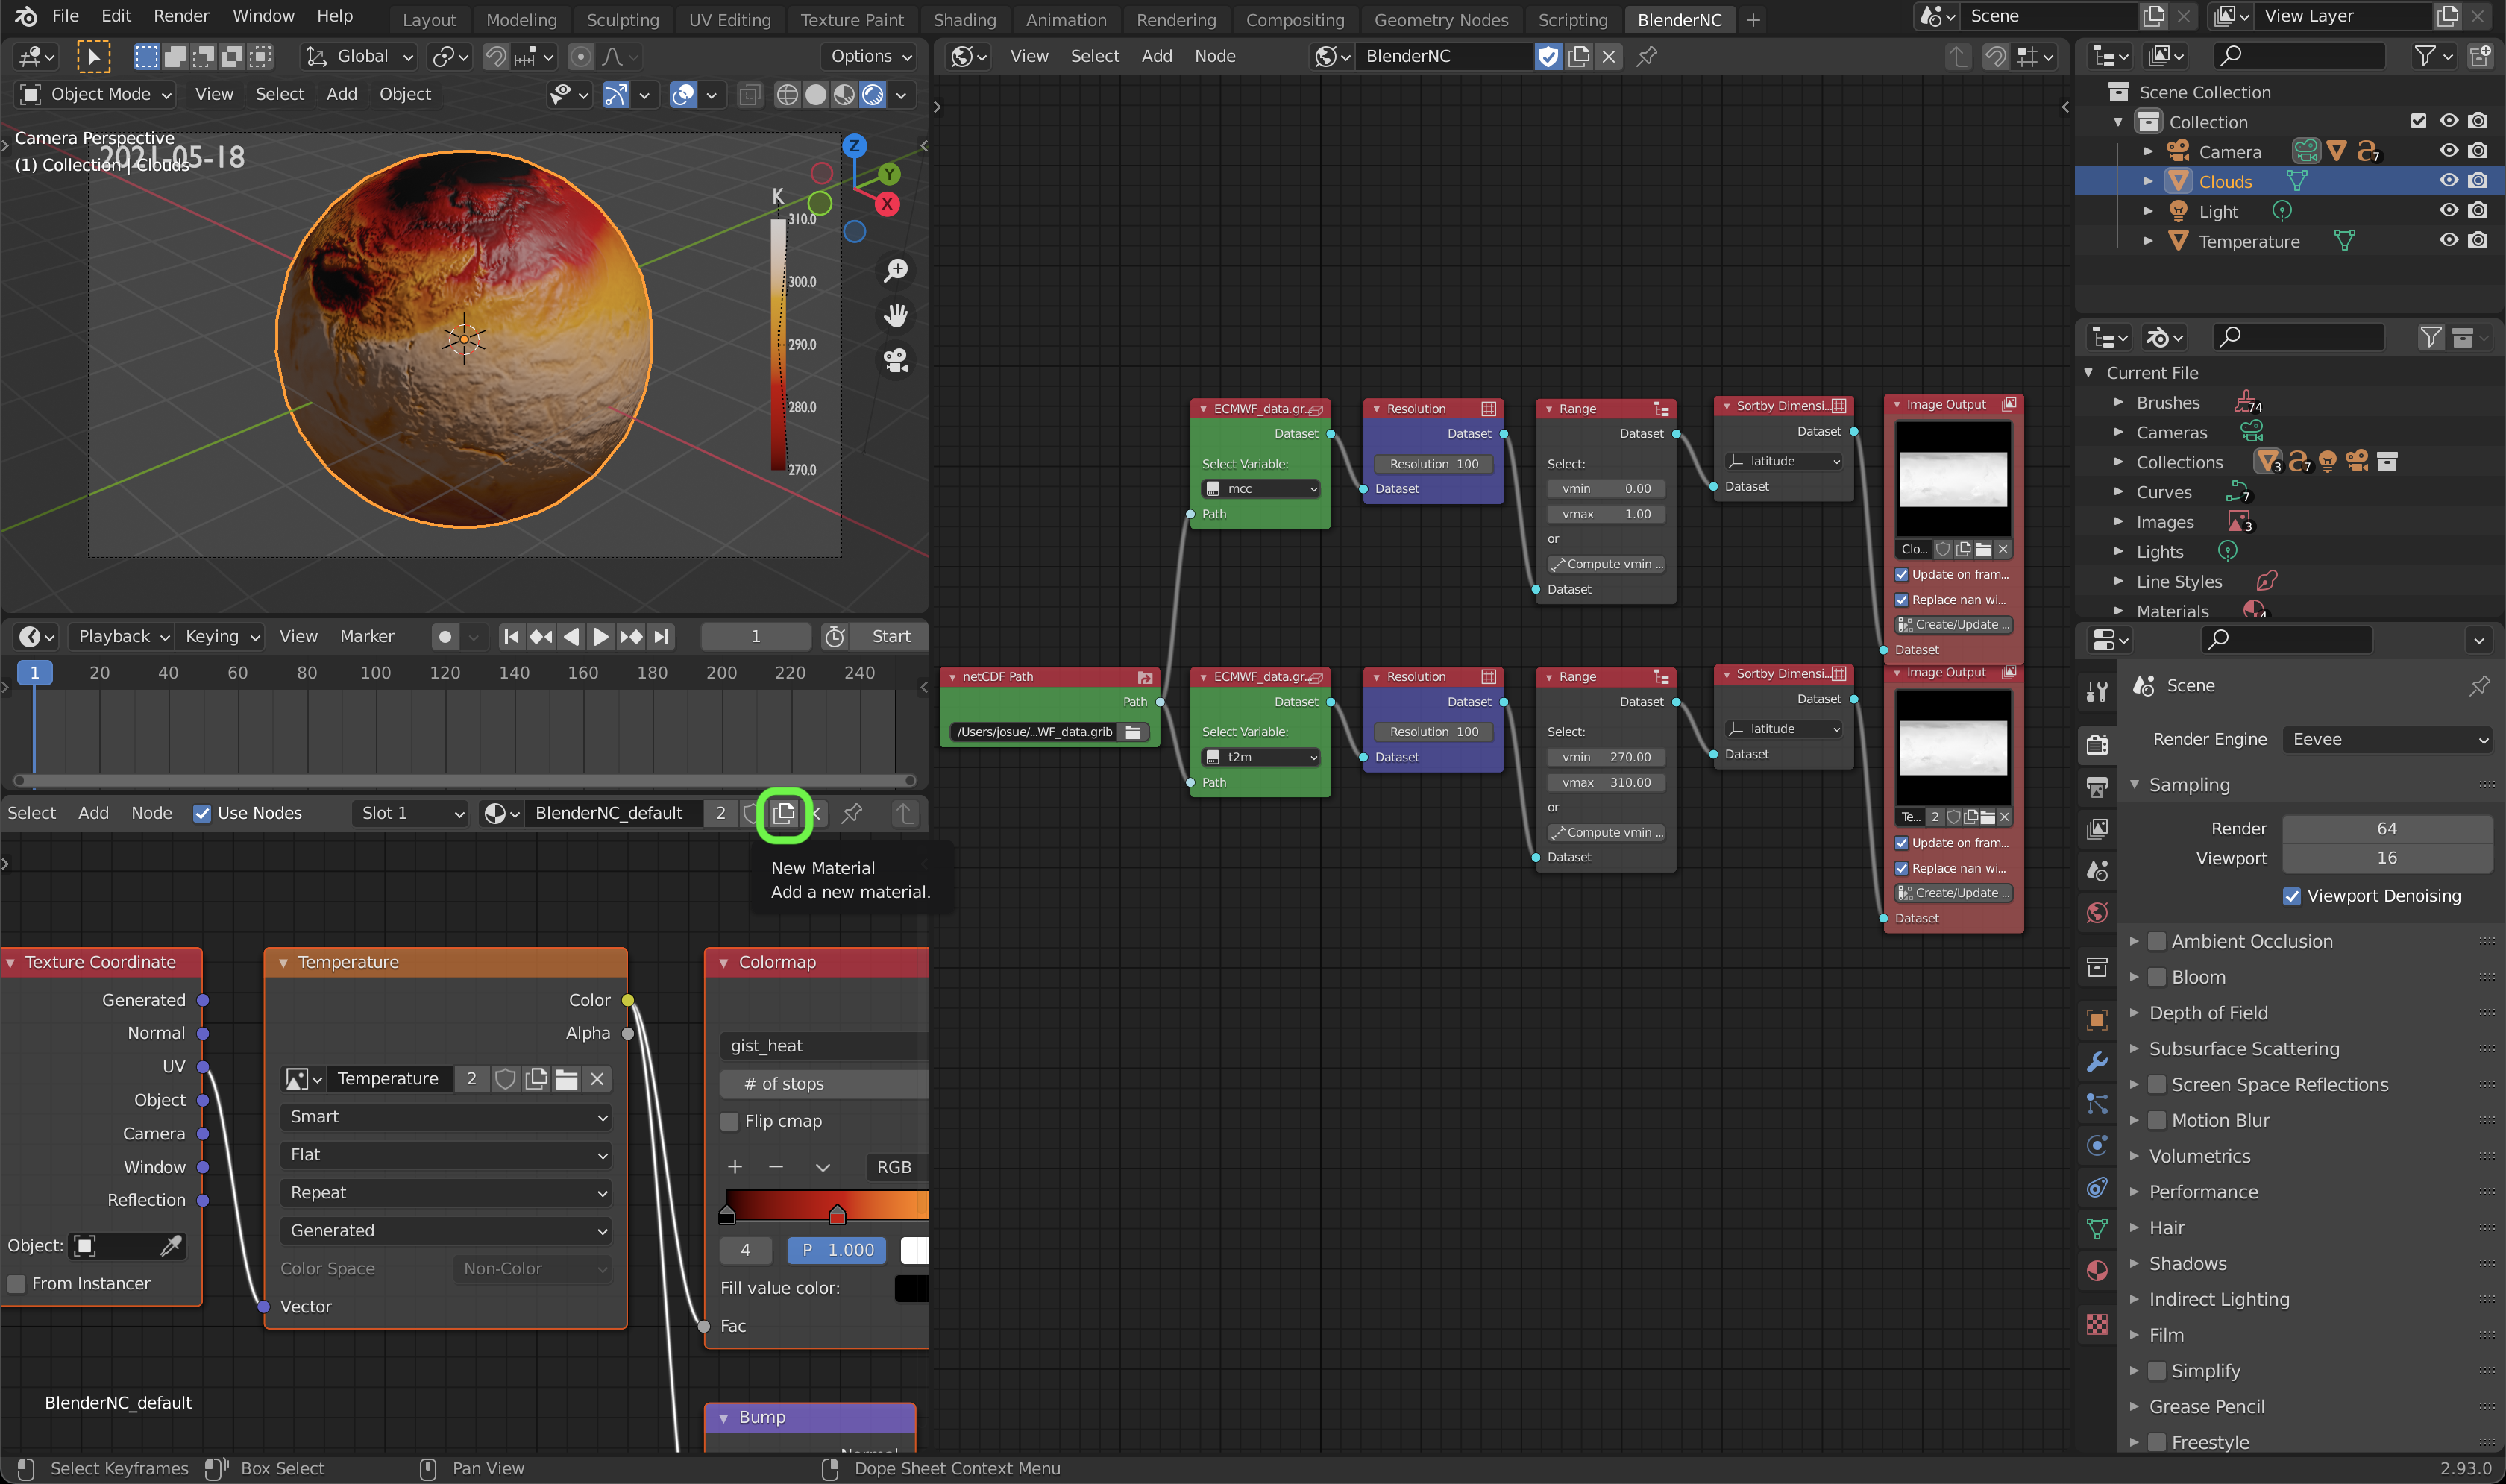 File Edit Render Window Help
Layout Modeling Sculpting UV Editing Texture Paint Shading Animation Rendering Compositing Geometry Nodes Scripting BlenderNC +
Scene
View Layer
Global
Options
Object Mode View Select Add Object
Camera Perspective
(1) Collection | Clouds
2021-05-18
Z
Y
X
K
310.0
300.0
290.0
280.0
270.0
Playback Keying View Marker
1
Start
1 20 40 60 80 100 120 140 160 180 200 220 240
Select Add Node Use Nodes Slot 1 BlenderNC_default 2
New Material
Add a new material.
Texture Coordinate
Generated
Normal
UV
Object
Camera
Window
Reflection
Object:
From Instancer
Temperature
Color
Alpha
Temperature 2
Smart
Flat
Repeat
Generated
Color Space Non-Color
Vector
Colormap
gist_heat
# of stops
Flip cmap
RGB
4 P 1.000
Fill value color:
Fac
Bump
BlenderNC_default
View Select Add Node BlenderNC
ECMWF_data.gr..
Dataset
Select Variable:
mcc
Path
Resolution
Dataset
Resolution 100
Dataset
Range
Dataset
Select:
vmin 0.00
vmax 1.00
or
Compute vmin ...
Dataset
Sortby Dimensi..
Dataset
latitude
Dataset
Image Output
Clo...
Update on fram...
Replace nan wi...
Create/Update ...
Dataset
netCDF Path
Path
/Users/josue/...WF_data.grib
ECMWF_data.gr..
Dataset
Select Variable:
t2m
Path
Resolution
Dataset
Resolution 100
Dataset
Range
Dataset
Select:
vmin 270.00
vmax 310.00
or
Compute vmin ...
Dataset
Sortby Dimensi..
Dataset
latitude
Dataset
Image Output
Te... 2
Update on fram...
Replace nan wi...
Create/Update ...
Dataset
Scene Collection
Collection
Camera 7
Clouds
Light
Temperature
Current File
Brushes 74
Cameras
Collections 3 7
Curves 7
Images 3
Lights
Line Styles
Materials
Scene
Render Engine Eevee
Sampling
Render 64
Viewport 16
Viewport Denoising
Ambient Occlusion
Bloom
Depth of Field
Subsurface Scattering
Screen Space Reflections
Motion Blur
Volumetrics
Performance
Hair
Shadows
Indirect Lighting
Film
Simplify
Grease Pencil
Freestyle
Select Keyframes Box Select Pan View Dope Sheet Context Menu
2.93.0